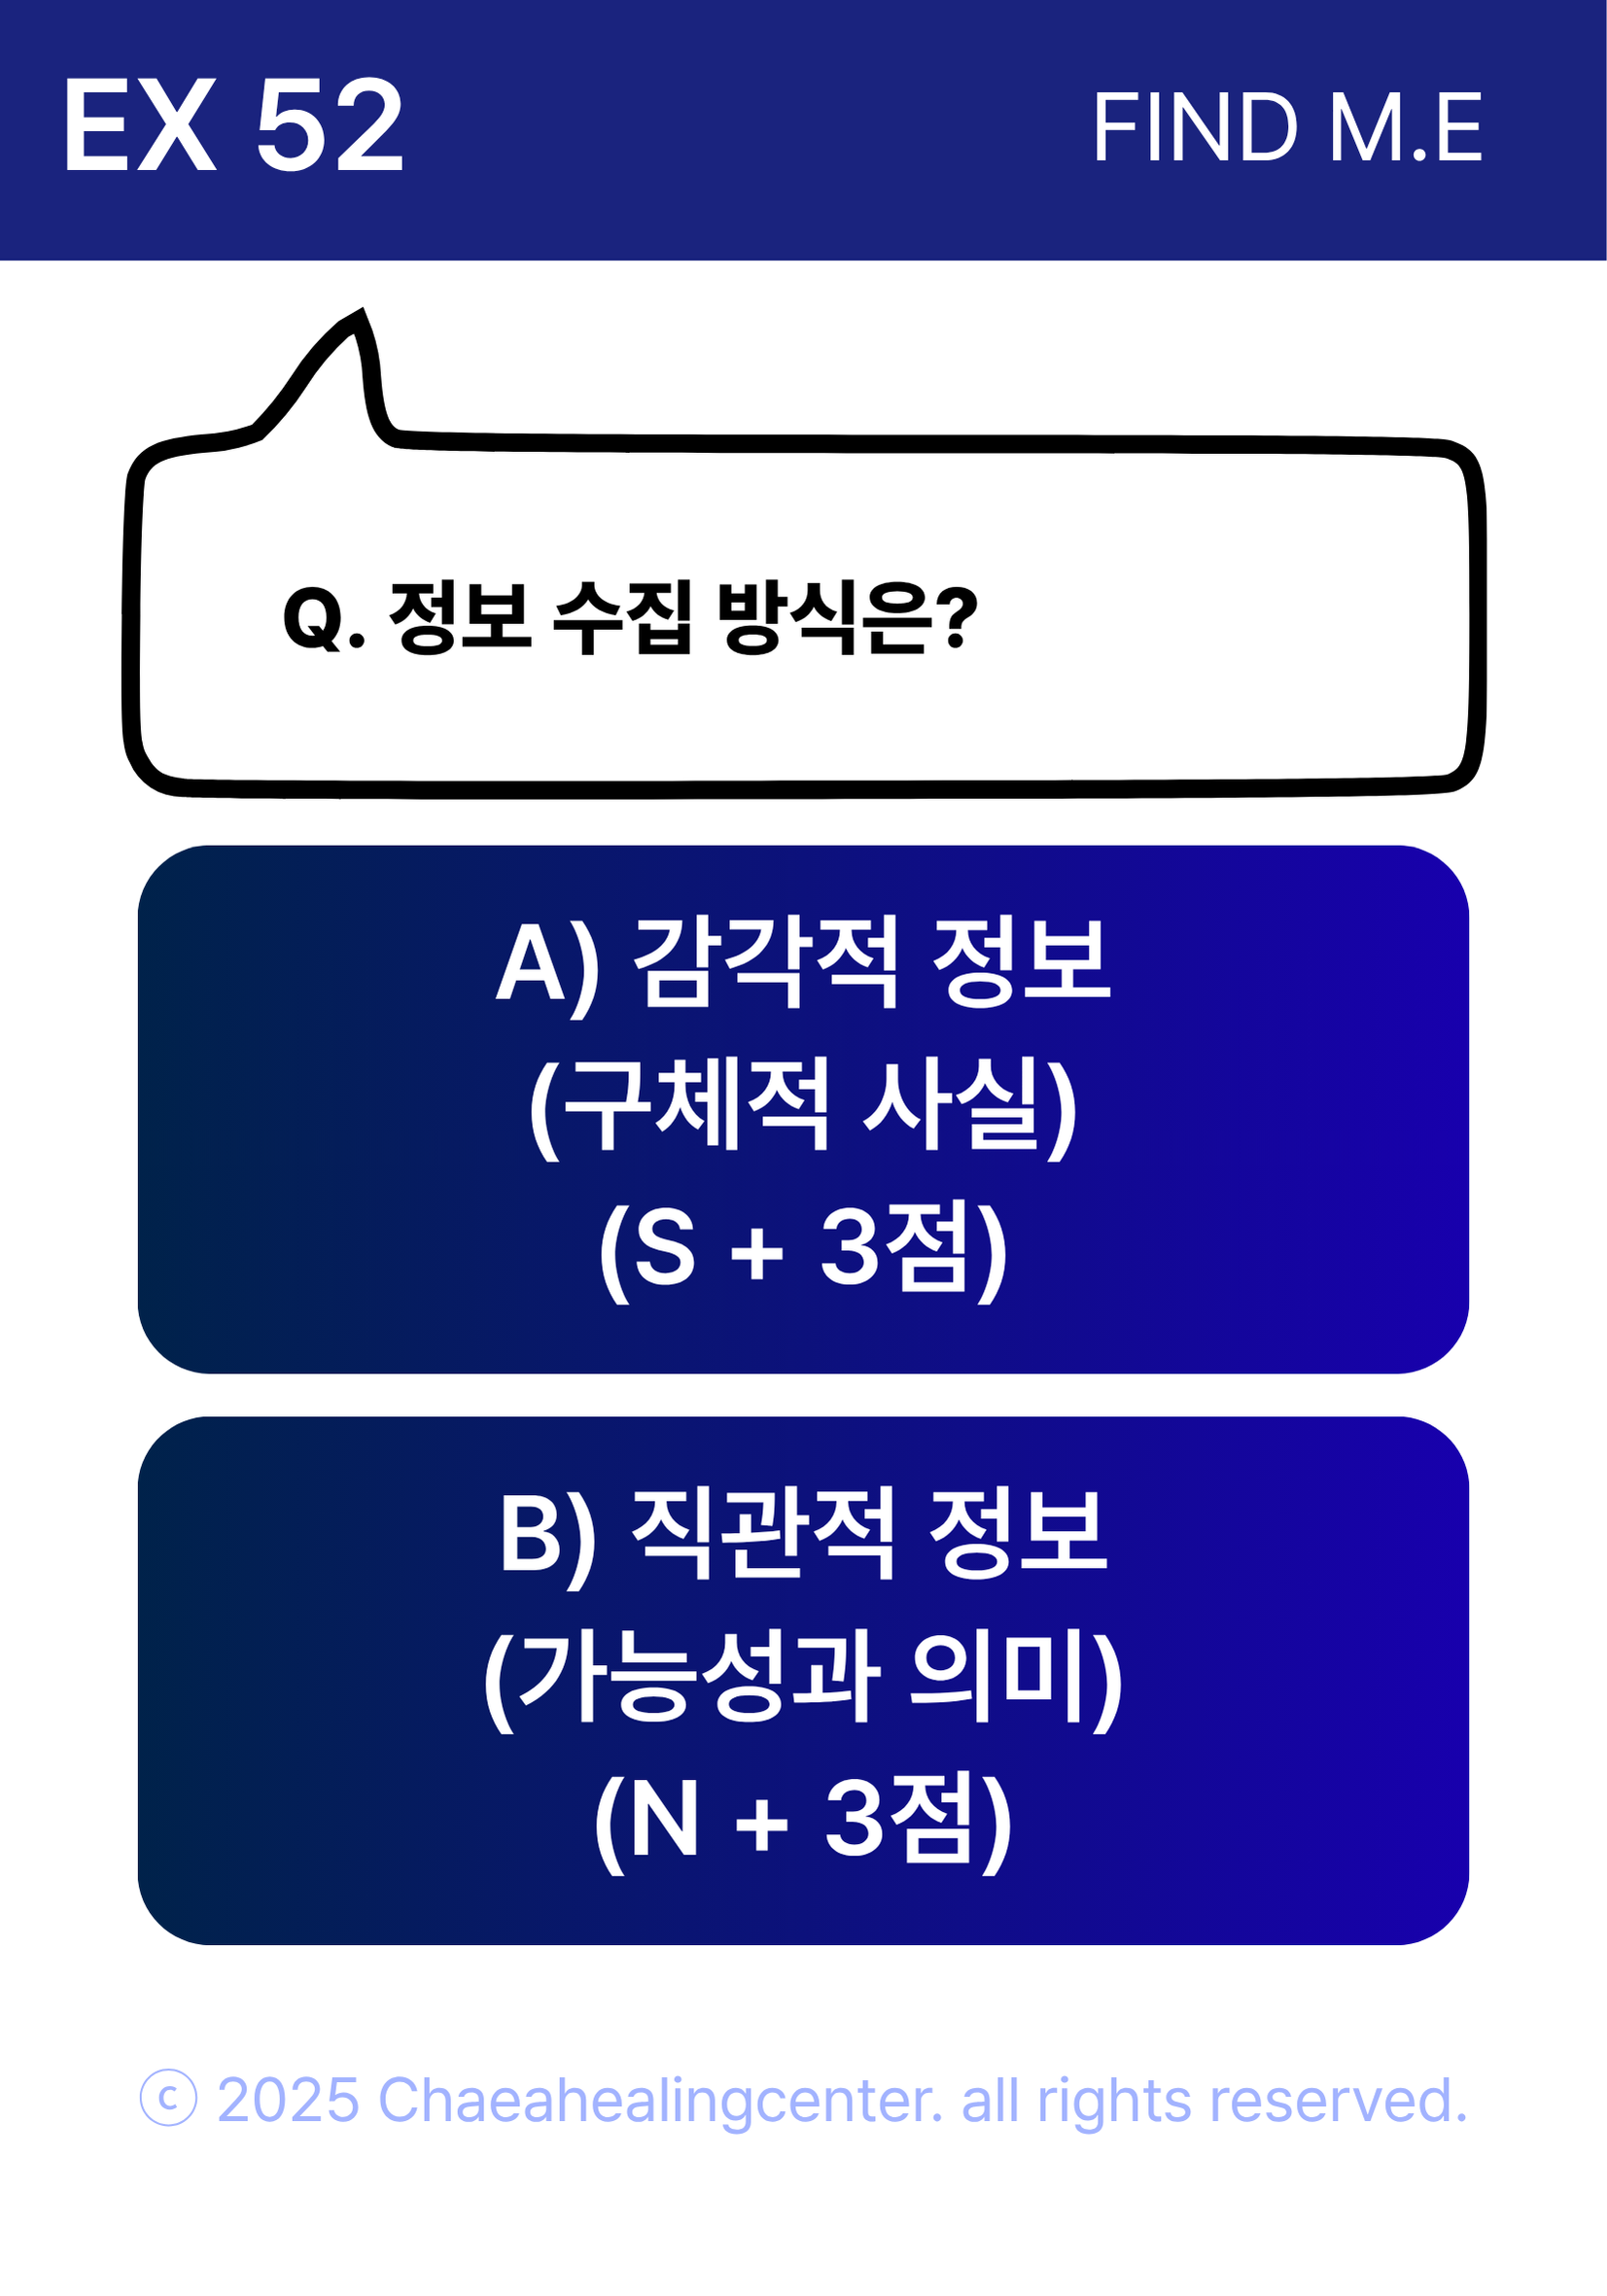 EX 52
FIND M.E
Q. 정보 수집 방식은?
A) 감각적 정보
(구체적 사실)
(S + 3점)
B) 직관적 정보
(가능성과 의미)
(N + 3점)
© 2025 Chaeahealingcenter. all rights reserved.